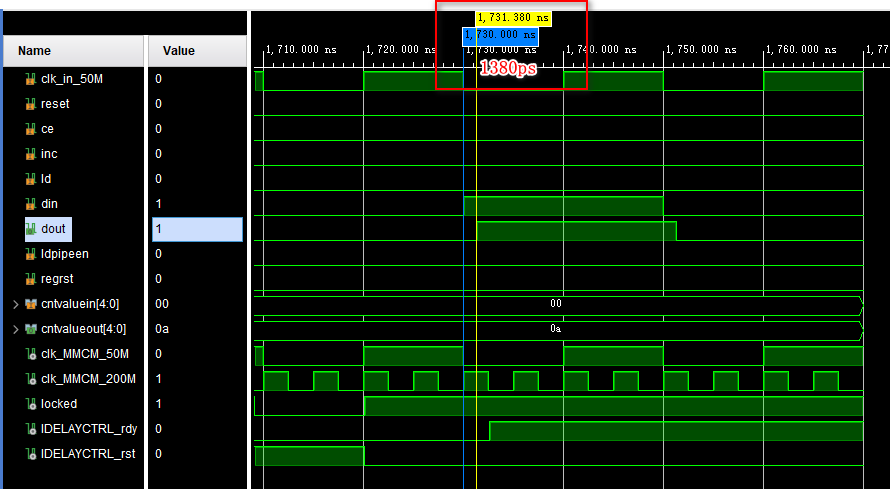 1,731.380 ns
1,730.000 ns
Name Value
1,710.000 ns 1,720.000 ns 1,730.000 ns 1,740.000 ns 1,750.000 ns 1,760.000 ns 1,77
1380ps
clk_in_50M 0
reset 0
ce 0
inc 0
ld 0
din 1
dout 1
ldpipeen 0
regrst 0
cntvaluein[4:0] 00 00
cntvalueout[4:0] 0a 0a
clk_MMCM_50M 0
clk_MMCM_200M 1
locked 1
IDELAYCTRL_rdy 0
IDELAYCTRL_rst 0